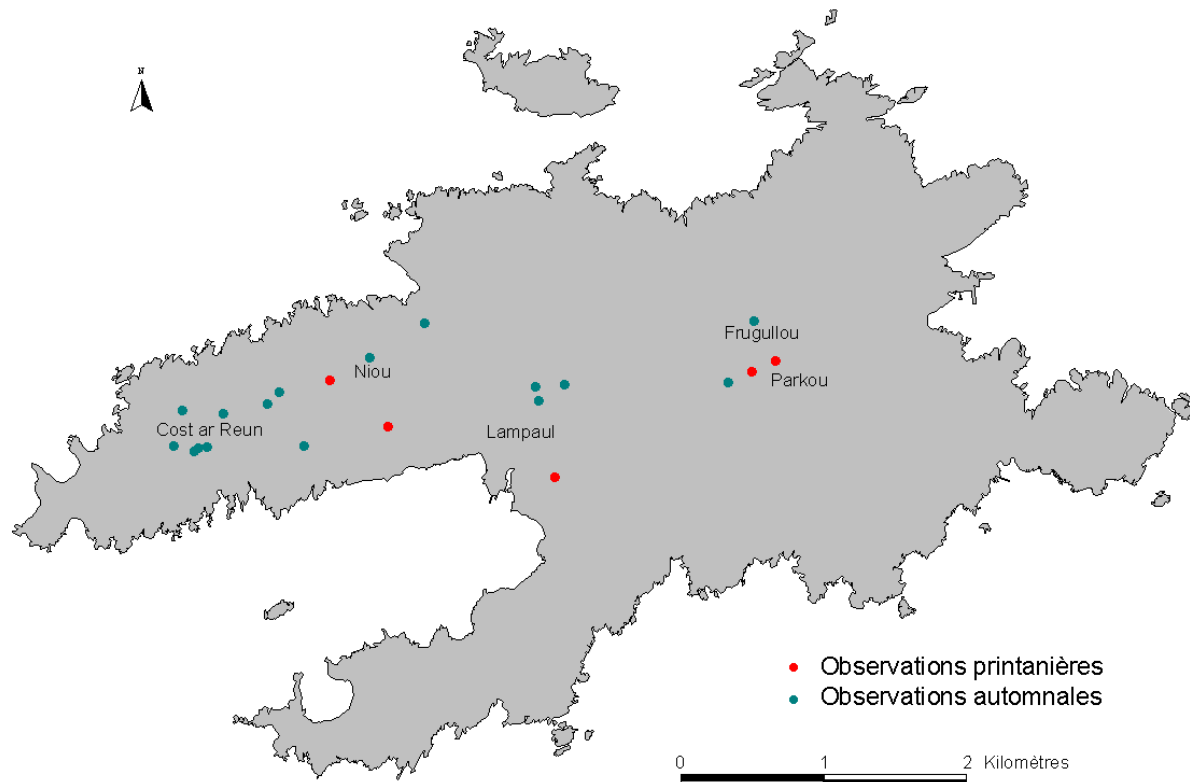 N
Frugullou
Niou
Parkou
Cost ar Reun
Lampaul
Observations printanières
Observations automnales
0 1 2 Kilomètres